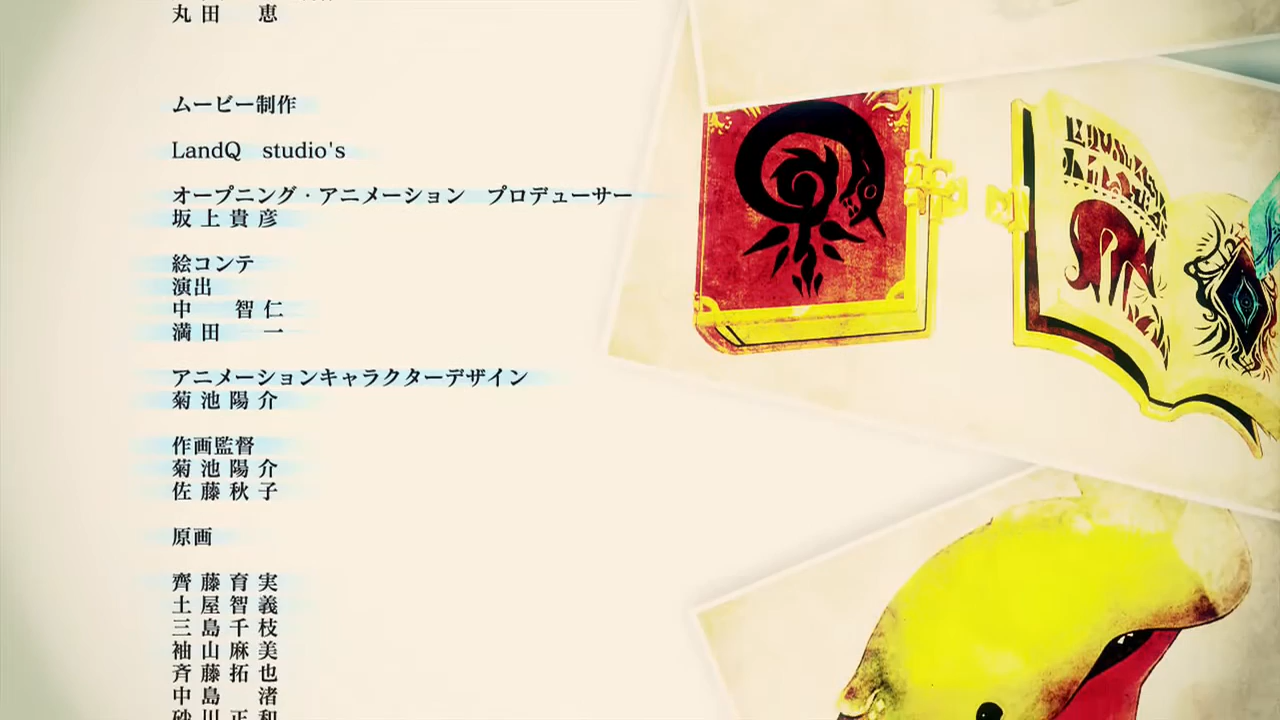 丸田　恵
ムービー制作
LandQ studio's
オープニング・アニメーション　プロデューサー
坂上貴彦
絵コンテ
演出
中　智仁
満田　一
アニメーションキャラクターデザイン
菊池陽介
作画監督
菊池陽介
佐藤秋子
原画
齊藤育実
土屋智義
三島千枝
袖山麻美
斉藤拓也
中島　渚
砂川正和